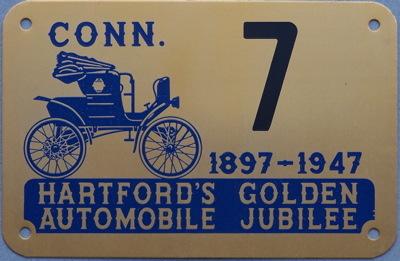 CONN.
7
1897-1947
HARTFORD'S GOLDEN
AUTOMOBILE JUBILEE